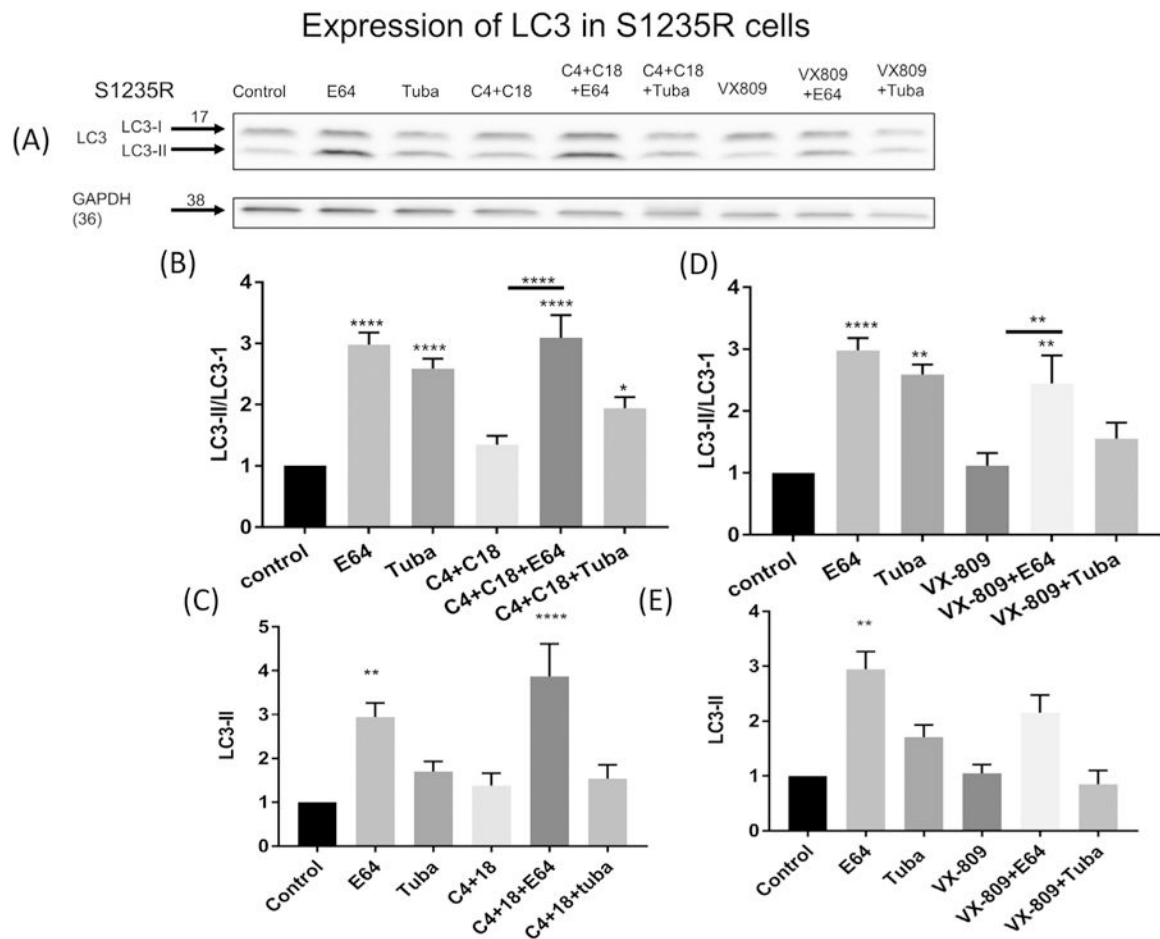 Expression of LC3 in S1235R cells
S1235R Control E64 Tuba C4+C18 C4+C18 +E64 C4+C18 +Tuba VX809 VX809 +E64 VX809 +Tuba
(A) LC3 LC3-I 17
LC3-II
GAPDH (36) 38
(B)
LC3-II/LC3-1
4
3
2
1
0
**** **** **** **** *
control E64 Tuba C4+C18 C4+C18+E64 C4+C18+Tuba
(D)
LC3-II/LC3-1
4
3
2
1
0
**** ** ** **
control E64 Tuba VX-809 VX-809+E64 VX-809+Tuba
(C)
LC3-II
5
4
3
2
1
0
** ****
Control E64 Tuba C4+18 C4+18+E64 C4+18+tuba
(E)
LC3-II
4
3
2
1
0
**
Control E64 Tuba VX-809 VX-809+E64 VX-809+Tuba